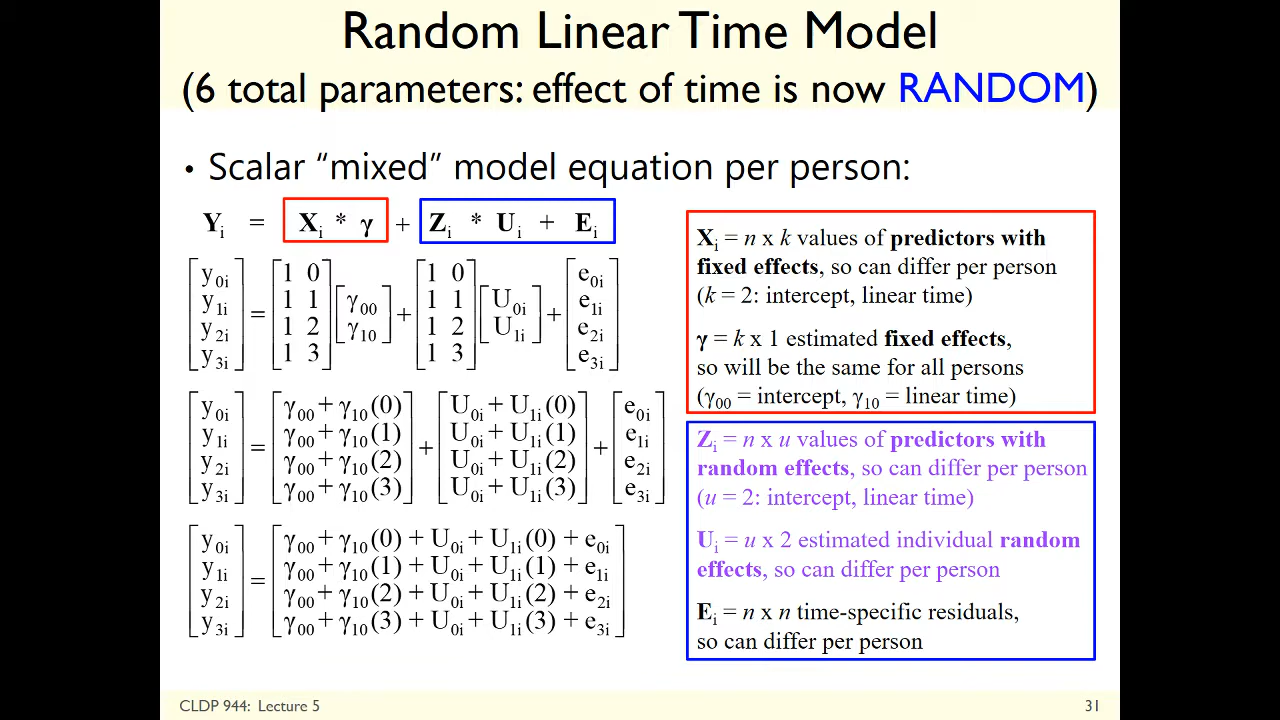 Random Linear Time Model
(6 total parameters: effect of time is now RANDOM)
• Scalar “mixed” model equation per person:
Yᵢ = Xᵢ * γ + Zᵢ * Uᵢ + Eᵢ
y0i 1 0 1 0 e0i
y1i 1 1 γ00 1 1 U0i e1i
= + +
y2i 1 2 γ10 1 2 U1i e2i
y3i 1 3 1 3 e3i
y0i γ00 + γ10(0) U0i + U1i(0) e0i
y1i γ00 + γ10(1) U0i + U1i(1) e1i
= + +
y2i γ00 + γ10(2) U0i + U1i(2) e2i
y3i γ00 + γ10(3) U0i + U1i(3) e3i
y0i γ00 + γ10(0) + U0i + U1i(0) + e0i
y1i γ00 + γ10(1) + U0i + U1i(1) + e1i
=
y2i γ00 + γ10(2) + U0i + U1i(2) + e2i
y3i γ00 + γ10(3) + U0i + U1i(3) + e3i
Xᵢ = n x k values of predictors with
fixed effects, so can differ per person
(k = 2: intercept, linear time)
γ = k x 1 estimated fixed effects,
so will be the same for all persons
(γ00 = intercept, γ10 = linear time)
Zᵢ = n x u values of predictors with
random effects, so can differ per person
(u = 2: intercept, linear time)
Uᵢ = u x 2 estimated individual random
effects, so can differ per person
Eᵢ = n x n time-specific residuals,
so can differ per person
CLDP 944: Lecture 5
31